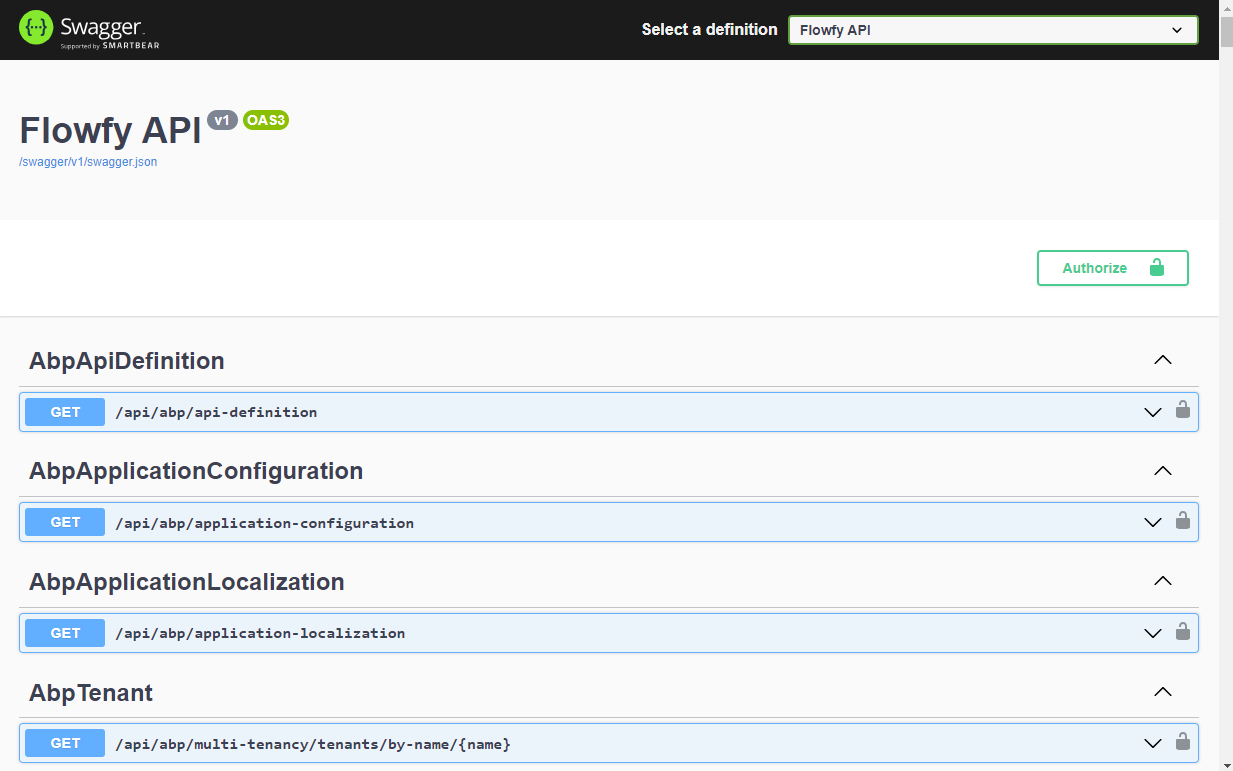 {···} Swagger.
Supported by SMARTBEAR
Select a definition
Flowfy API
Flowfy API v1 OAS3
/swagger/v1/swagger.json
Authorize
AbpApiDefinition
GET /api/abp/api-definition
AbpApplicationConfiguration
GET /api/abp/application-configuration
AbpApplicationLocalization
GET /api/abp/application-localization
AbpTenant
GET /api/abp/multi-tenancy/tenants/by-name/{name}